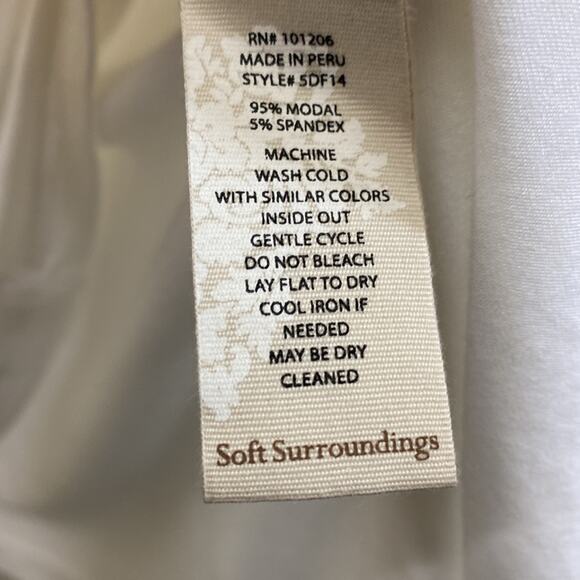 RN# 101206
MADE IN PERU
STYLE# 5DF14
95% MODAL
5% SPANDEX
MACHINE
WASH COLD
WITH SIMILAR COLORS
INSIDE OUT
GENTLE CYCLE
DO NOT BLEACH
LAY FLAT TO DRY
COOL IRON IF
NEEDED
MAY BE DRY
CLEANED
Soft Surroundings